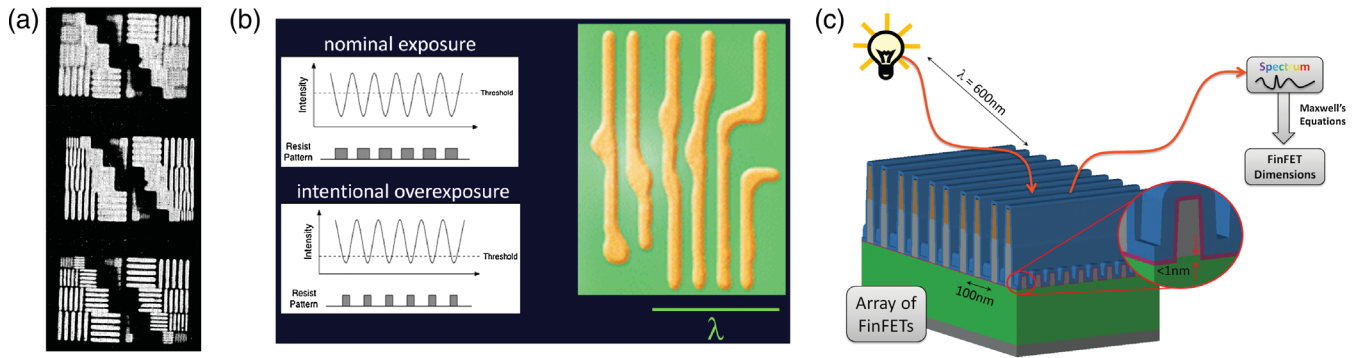 (a)
(b)
nominal exposure
Intensity
Threshold
Resist
Pattern
intentional overexposure
Intensity
Threshold
Resist
Pattern
λ
(c)
λ = 600nm
Spectrum
Maxwell's
Equations
FinFET
Dimensions
<1nm
100nm
Array of
FinFETs